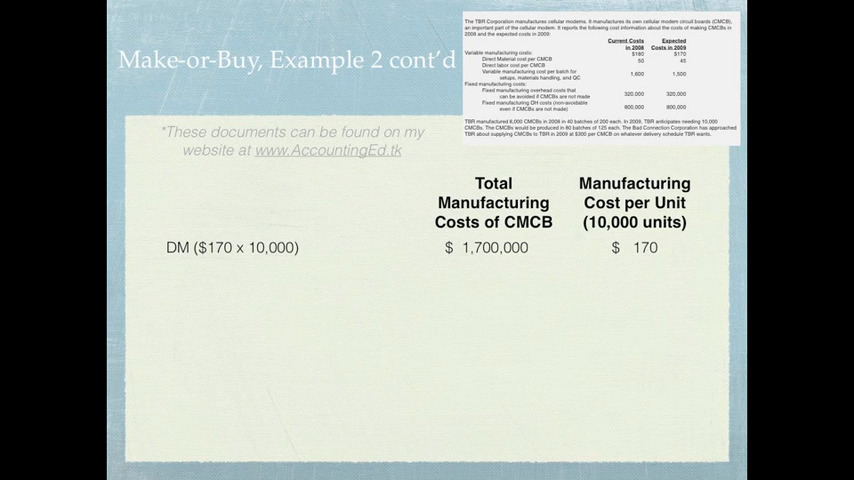 Make-or-Buy, Example 2 cont'd
The TBR Corporation manufactures cellular modems. It manufactures its own cellular modem circuit boards (CMCB),
an important part of the cellular modem. It reports the following cost information about the costs of making CMCBs in
2008 and the expected costs in 2009:
Current Costs in 2008
Expected Costs in 2009
Variable manufacturing costs:
Direct Material cost per CMCB $180 $170
Direct labor cost per CMCB 50 45
Variable manufacturing cost per batch for
setups, materials handling, and QC 1,600 1,500
Fixed manufacturing costs:
Fixed manufacturing overhead costs that
can be avoided if CMCBs are not made 320,000 320,000
Fixed manufacturing OH costs (non-avoidable
even if CMCBs are not made) 800,000 800,000
TBR manufactured 8,000 CMCBs in 2008 in 40 batches of 200 each. In 2009, TBR anticipates needing 10,000
CMCBs. The CMCBs would be produced in 80 batches of 125 each. The Bad Connection Corporation has approached
TBR about supplying CMCBs to TBR in 2009 at $300 per CMCB on whatever delivery schedule TBR wants.
*These documents can be found on my
website at www.AccountingEd.tk
Total
Manufacturing
Costs of CMCB
Manufacturing
Cost per Unit
(10,000 units)
DM ($170 x 10,000) $ 1,700,000 $ 170